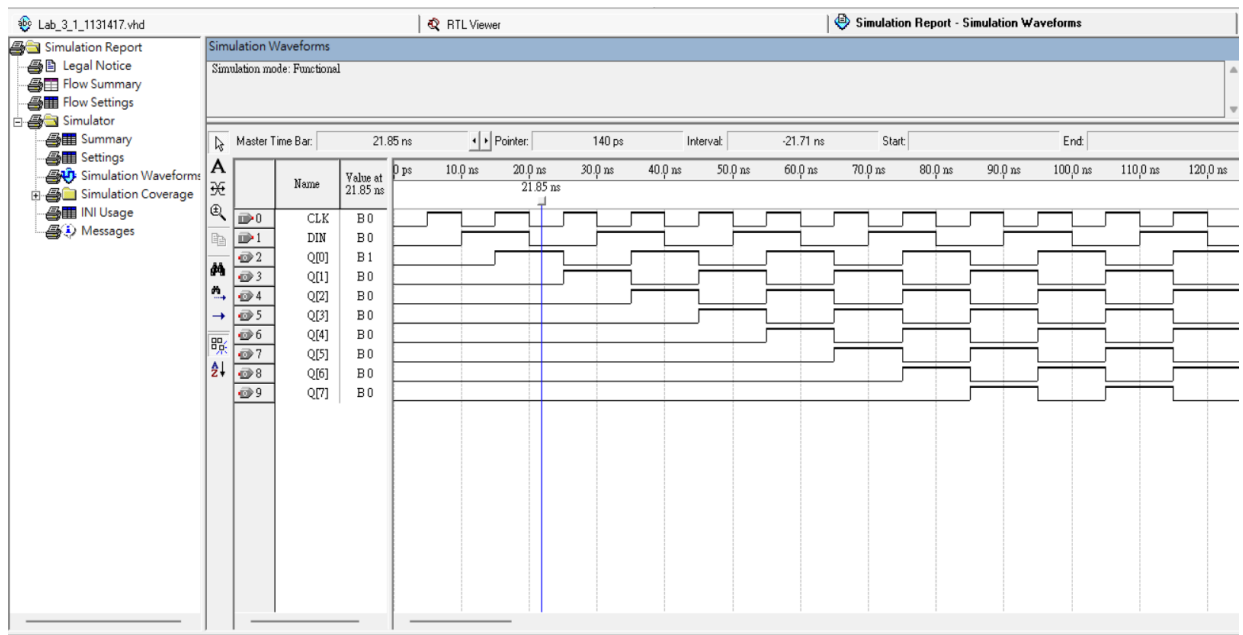 abc Lab_3_1_1131417.vhd
RTL Viewer
Simulation Report - Simulation Waveforms
Simulation Report
Legal Notice
Flow Summary
Flow Settings
Simulator
Summary
Settings
Simulation Waveforms
Simulation Coverage
INI Usage
Messages
Simulation Waveforms
Simulation mode: Functional
Master Time Bar: 21.85 ns Pointer: 140 ps Interval: -21.71 ns Start: End:
A
Name Value at 21.85 ns
0 ps 10.0 ns 20.0 ns 30.0 ns 40.0 ns 50.0 ns 60.0 ns 70.0 ns 80.0 ns 90.0 ns 100.0 ns 110.0 ns 120.0 ns
21.85 ns
0 CLK B 0
1 DIN B 0
2 Q[0] B 1
3 Q[1] B 0
4 Q[2] B 0
5 Q[3] B 0
6 Q[4] B 0
7 Q[5] B 0
8 Q[6] B 0
9 Q[7] B 0